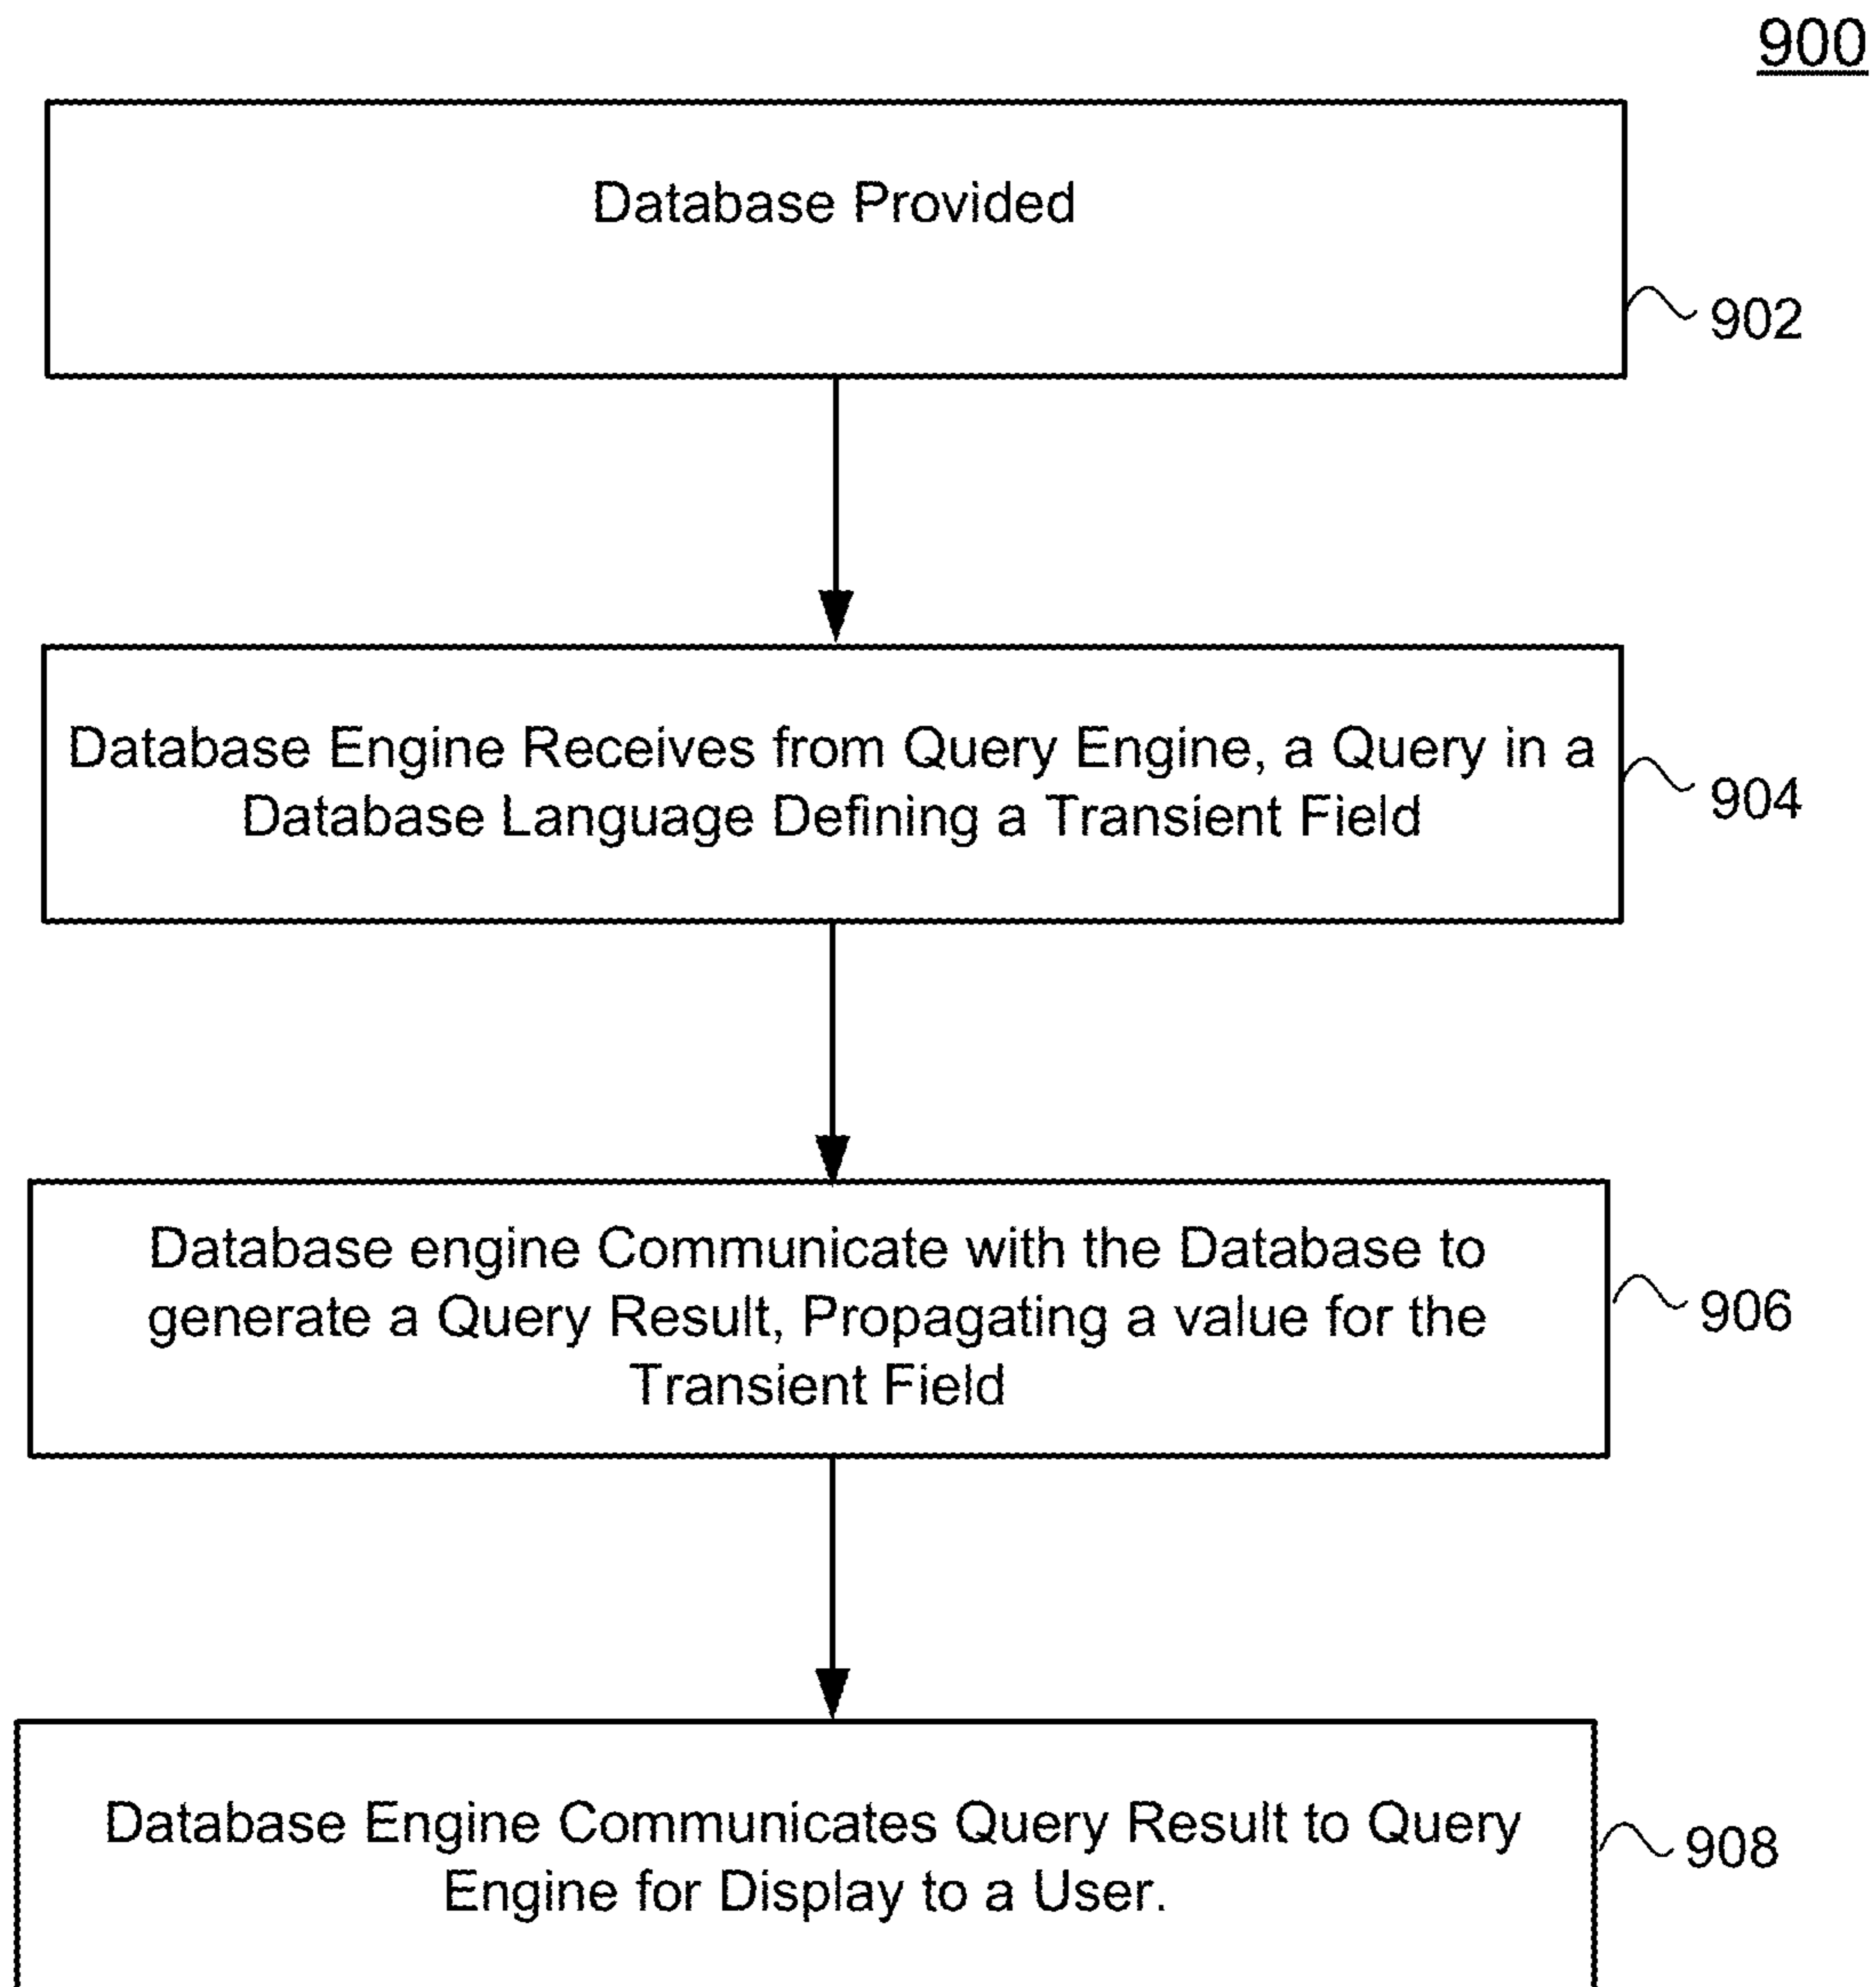 900
Database Provided
902
Database Engine Receives from Query Engine, a Query in a
Database Language Defining a Transient Field
904
Database engine Communicate with the Database to
generate a Query Result, Propagating a value for the
Transient Field
906
Database Engine Communicates Query Result to Query
Engine for Display to a User.
908